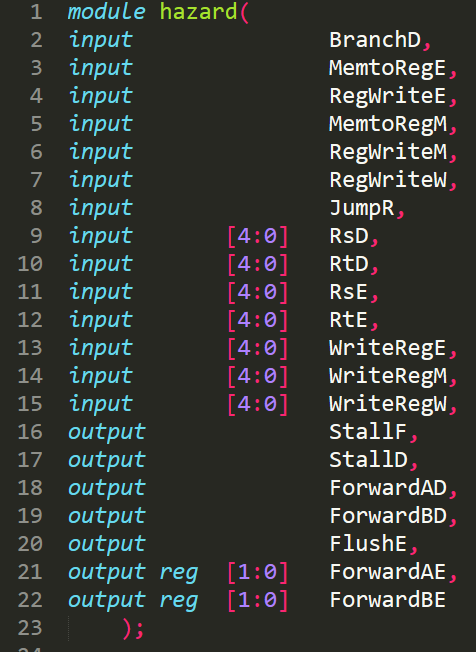 1 module hazard(
2 input BranchD,
3 input MemtoRegE,
4 input RegWriteE,
5 input MemtoRegM,
6 input RegWriteM,
7 input RegWriteW,
8 input JumpR,
9 input [4:0] RsD,
10 input [4:0] RtD,
11 input [4:0] RsE,
12 input [4:0] RtE,
13 input [4:0] WriteRegE,
14 input [4:0] WriteRegM,
15 input [4:0] WriteRegW,
16 output StallF,
17 output StallD,
18 output ForwardAD,
19 output ForwardBD,
20 output FlushE,
21 output reg [1:0] ForwardAE,
22 output reg [1:0] ForwardBE
23 );